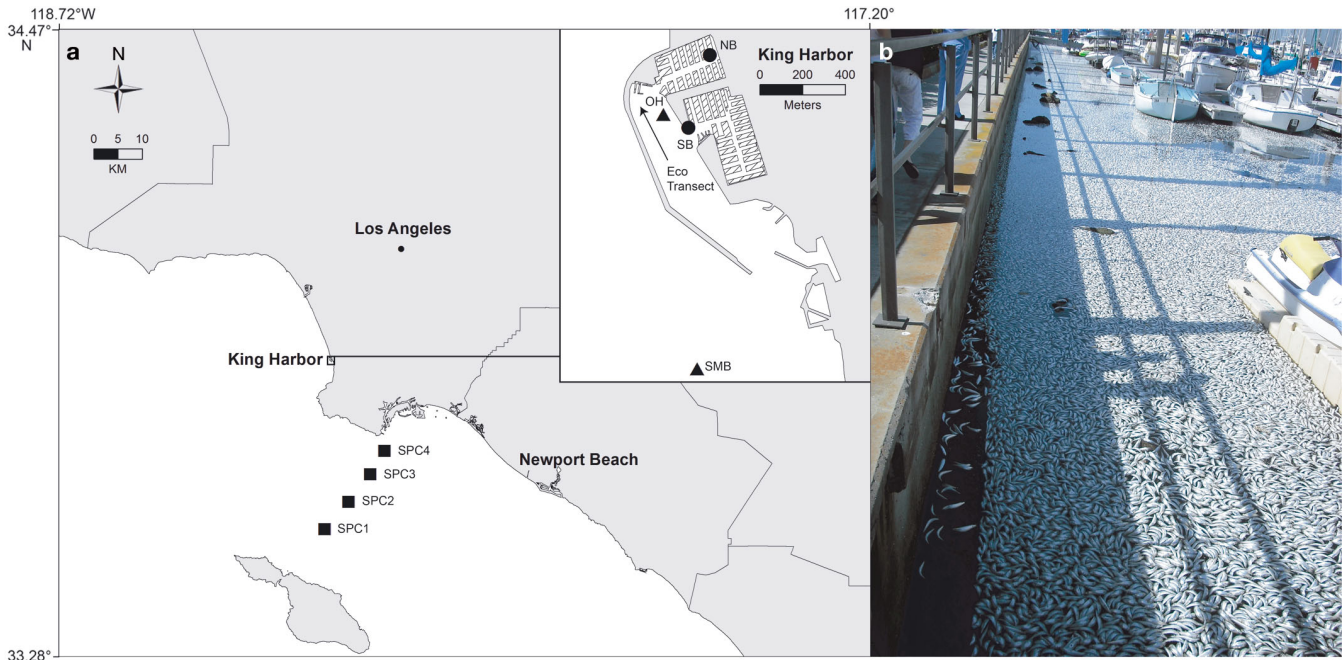 118.72°W
117.20°
34.47°
N
a
N
0 5 10
KM
Los Angeles
King Harbor
SPC4
SPC3
SPC2
SPC1
Newport Beach
King Harbor
0 200 400
Meters
NB
OH
SB
Eco
Transect
SMB
b
33.28°